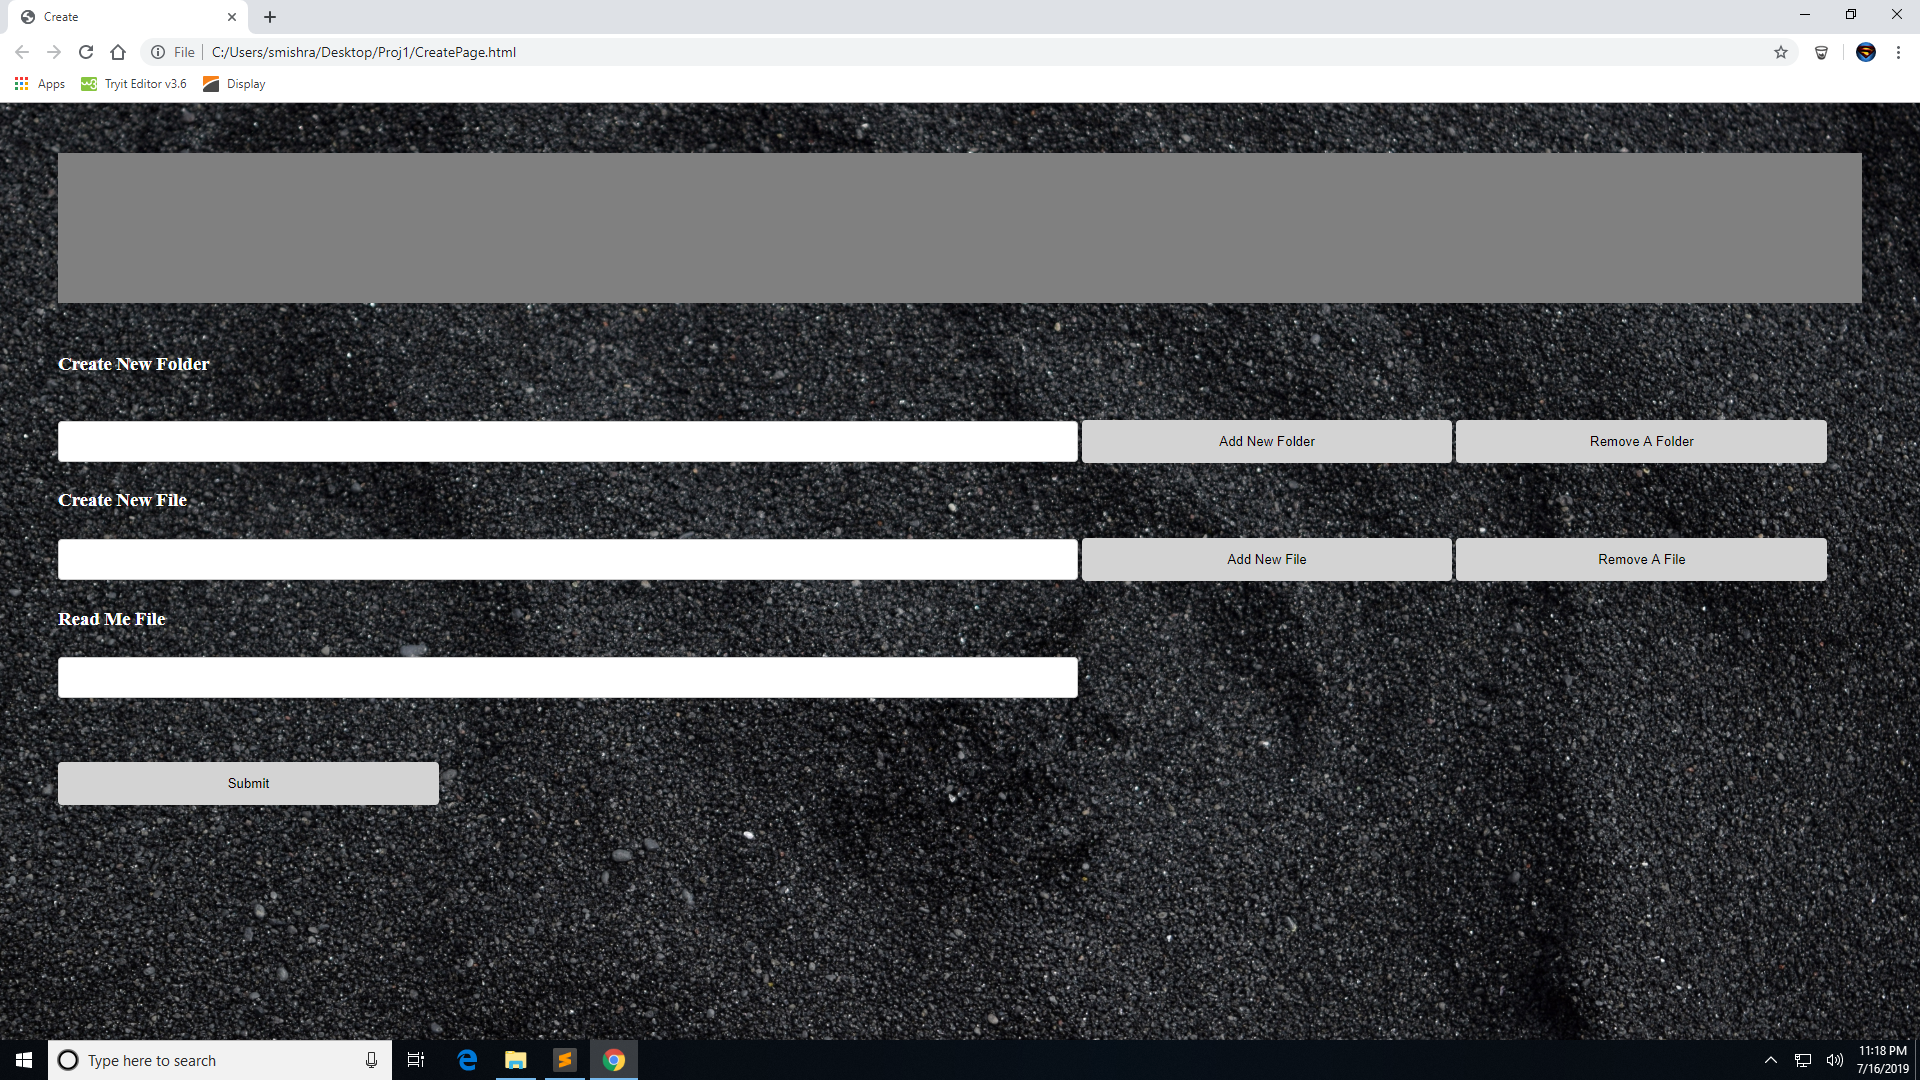 Create
File C:/Users/smishra/Desktop/Proj1/CreatePage.html
Apps Tryit Editor v3.6 Display
Create New Folder
Add New Folder Remove A Folder
Create New File
Add New File Remove A File
Read Me File
Submit
Type here to search
11:18 PM
7/16/2019